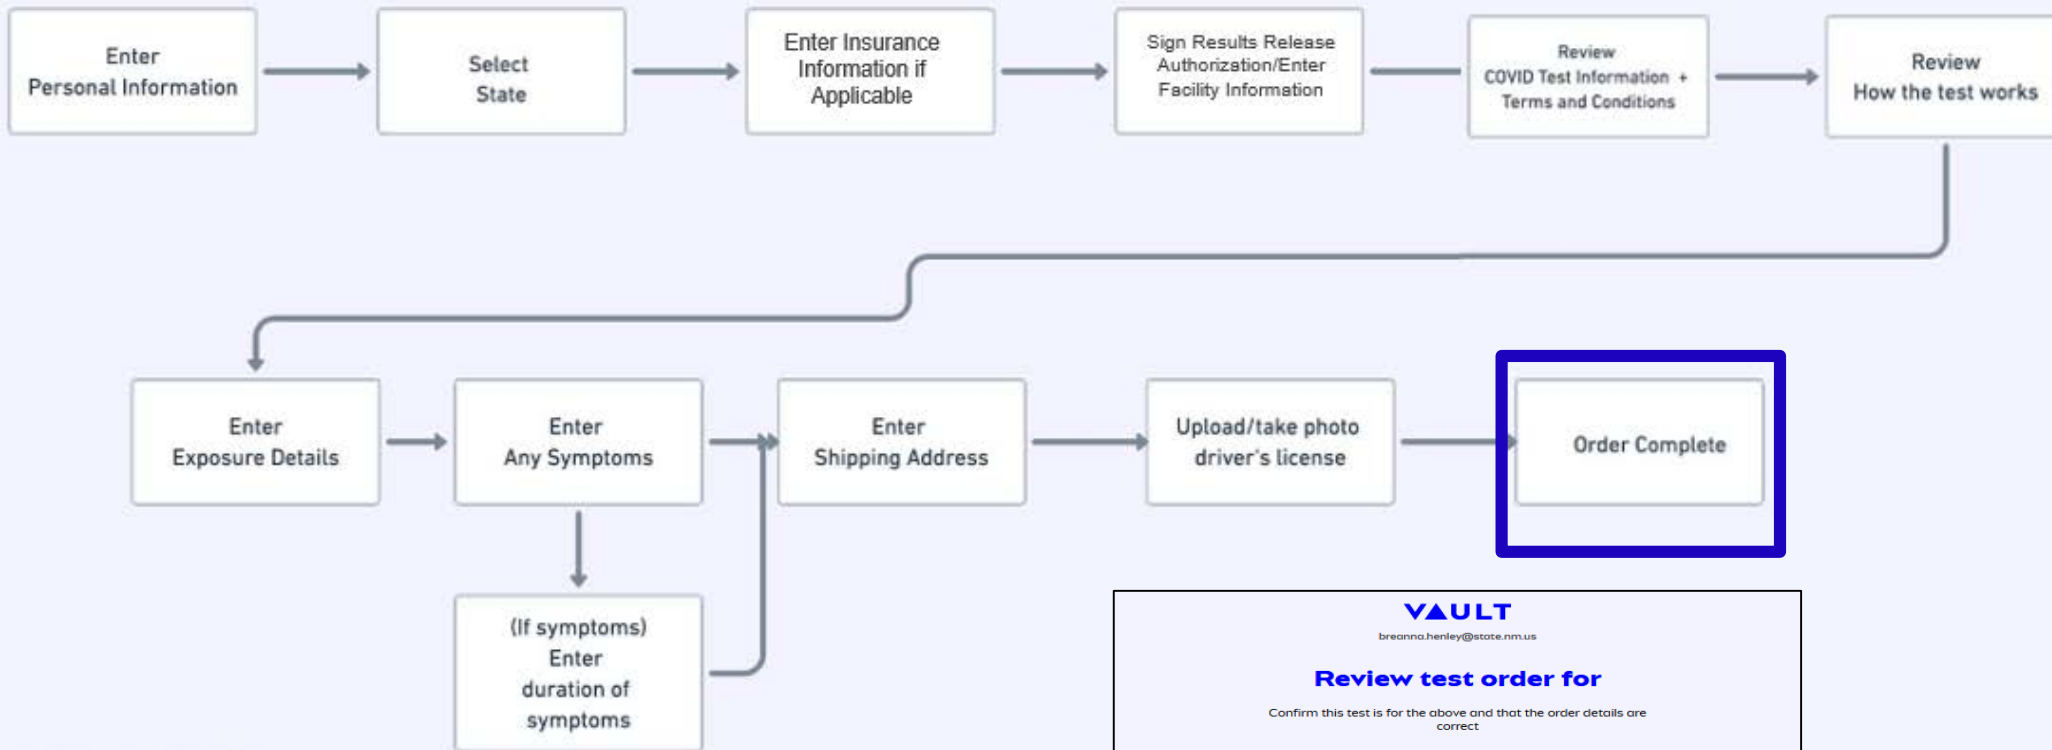 Enter
Personal Information
Select
State
Enter Insurance
Information if
Applicable
Sign Results Release
Authorization/Enter
Facility Information
Review
COVID Test Information +
Terms and Conditions
Review
How the test works
Enter
Exposure Details
Enter
Any Symptoms
(If symptoms)
Enter
duration of
symptoms
Enter
Shipping Address
Upload/take photo
driver's license
Order Complete
VAULT
breanna.henley@state.nm.us
Review test order for
Confirm this test is for the above and that the order details are
correct